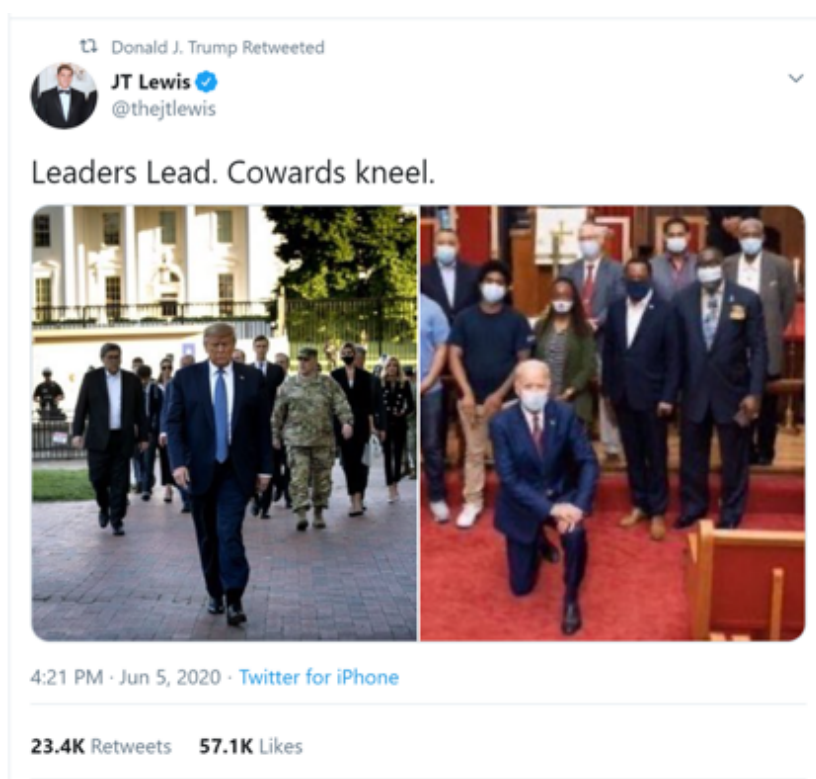 Donald J. Trump Retweeted
JT Lewis
@thejtlewis
Leaders Lead. Cowards kneel.
4:21 PM · Jun 5, 2020 · Twitter for iPhone
23.4K Retweets 57.1K Likes